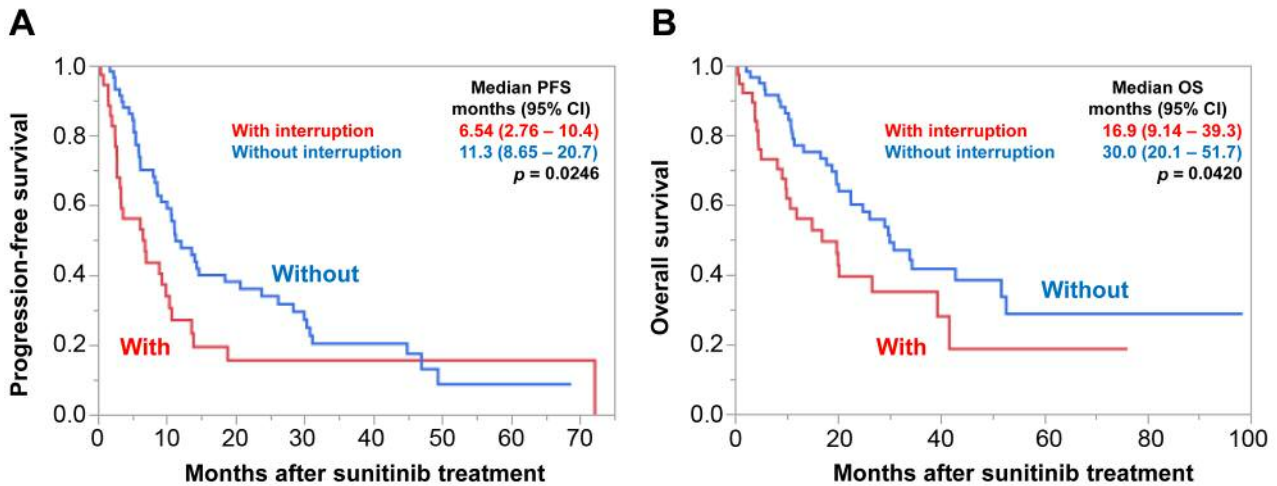 A
Progression-free survival
1.0
0.8
0.6
0.4
0.2
0.0
Median PFS
months (95% CI)
With interruption 6.54 (2.76 – 10.4)
Without interruption 11.3 (8.65 – 20.7)
p = 0.0246
Without
With
0 10 20 30 40 50 60 70
Months after sunitinib treatment
B
Overall survival
1.0
0.8
0.6
0.4
0.2
0.0
Median OS
months (95% CI)
With interruption 16.9 (9.14 – 39.3)
Without interruption 30.0 (20.1 – 51.7)
p = 0.0420
Without
With
0 20 40 60 80 100
Months after sunitinib treatment